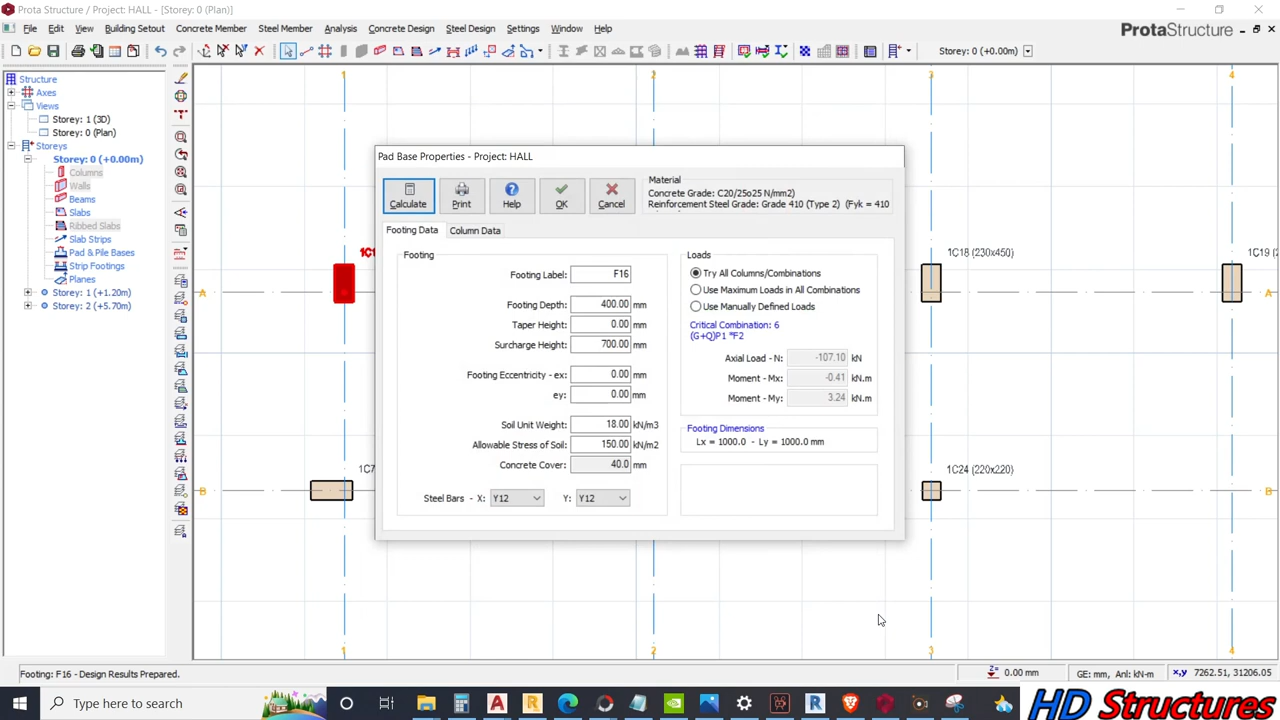 Prota Structure / Project: HALL - [Storey: 0 (Plan)]
File Edit View Building Setout Concrete Member Steel Member Analysis Concrete Design Steel Design Settings Window Help
ProtaStructure
Storey: 0 (+0.00m)
Structure
Axes
Views
Storey: 1 (3D)
Storey: 0 (Plan)
Storeys
Storey: 0 (+0.00m)
Columns
Walls
Beams
Slabs
Ribbed Slabs
Slab Strips
Pad & Pile Bases
Strip Footings
Planes
Storey: 1 (+1.20m)
Storey: 2 (+5.70m)
1 2 3 4
1C18 (230x450)
A A
1C24 (220x220)
B B
1 2 3 4
Pad Base Properties - Project: HALL
Calculate Print Help OK Cancel
Material
Concrete Grade: C20/25o25 N/mm2)
Reinforcement Steel Grade: Grade 410 (Type 2) (Fyk = 410
Footing Data Column Data
Footing
Footing Label: F16
Footing Depth: 400.00 mm
Taper Height: 0.00 mm
Surcharge Height: 700.00 mm
Footing Eccentricity - ex: 0.00 mm
ey: 0.00 mm
Soil Unit Weight: 18.00 kN/m3
Allowable Stress of Soil: 150.00 kN/m2
Concrete Cover: 40.0 mm
Steel Bars - X: Y12 Y: Y12
Loads
Try All Columns/Combinations
Use Maximum Loads in All Combinations
Use Manually Defined Loads
Critical Combination: 6
(G+Q)P1 *F2
Axial Load - N: -107.10 kN
Moment - Mx: -0.41 kN.m
Moment - My: 3.24 kN.m
Footing Dimensions
Lx = 1000.0 - Ly = 1000.0 mm
Footing: F16 - Design Results Prepared.
Z= 0.00 mm
GE: mm, Anl: kN-m
x,y 7262.51, 31206.05
Type here to search
HD Structures